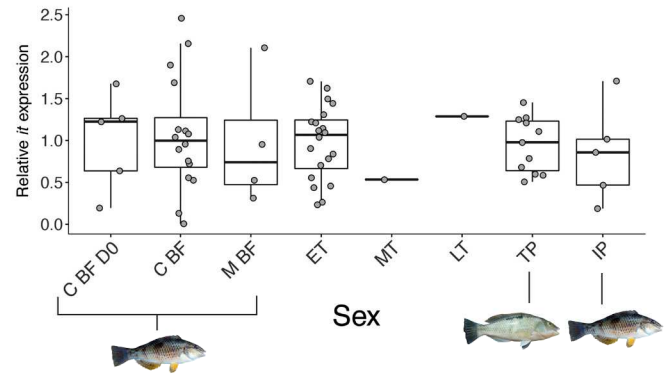 Relative it expression
2.5
2.0
1.5
1.0
0.5
0.0
C BF D0
C BF
M BF
ET
MT
LT
TP
IP
Sex